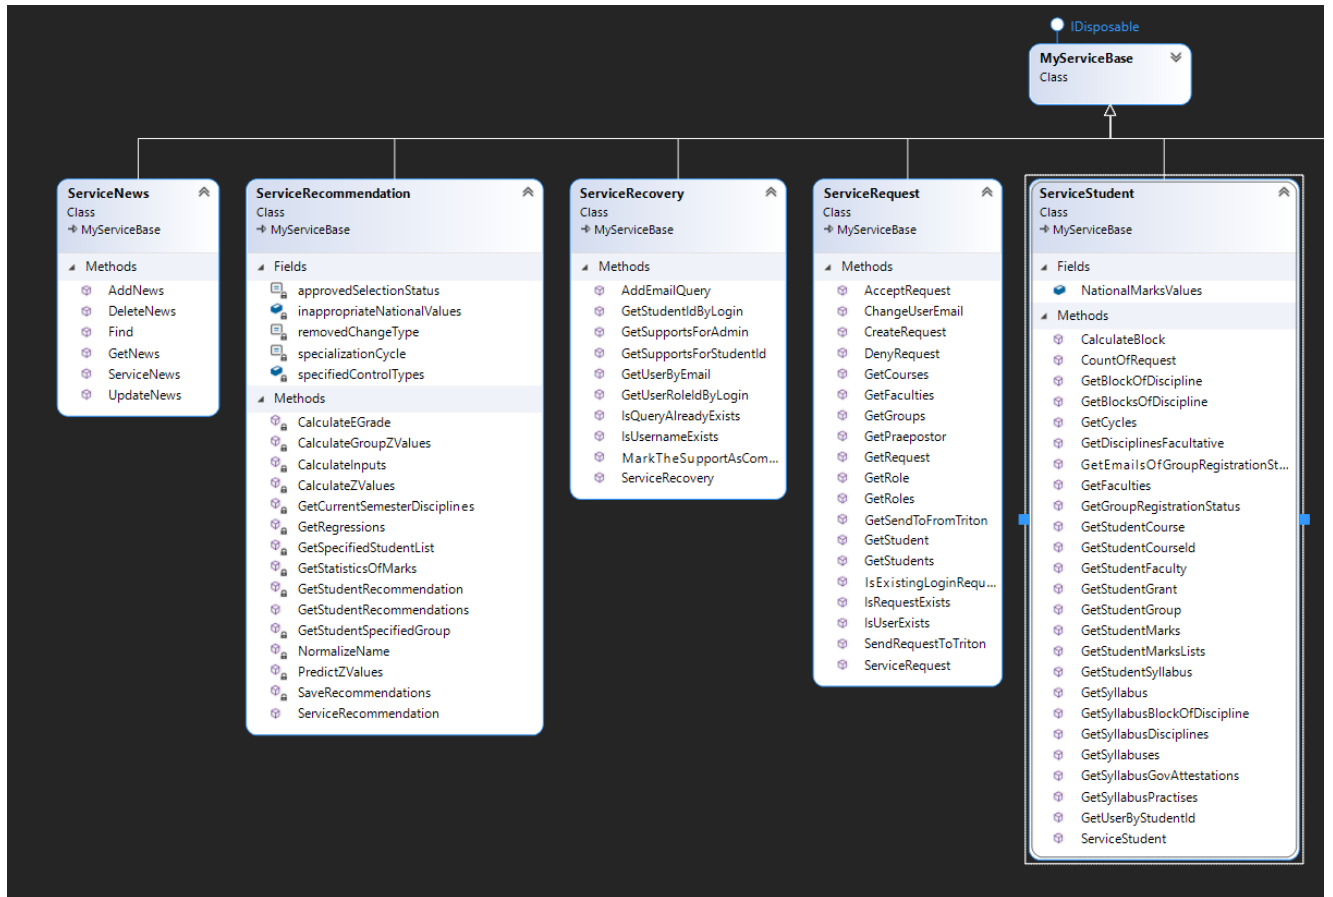 IDisposable
MyServiceBase
Class
ServiceNews
Class
MyServiceBase
Methods
AddNews
DeleteNews
Find
GetNews
ServiceNews
UpdateNews
ServiceRecommendation
Class
MyServiceBase
Fields
approvedSelectionStatus
inappropriateNationalValues
removedChangeType
specializationCycle
specifiedControlTypes
Methods
CalculateEGrade
CalculateGroupZValues
CalculateInputs
CalculateZValues
GetCurrentSemesterDisciplines
GetRegressions
GetSpecifiedStudentList
GetStatisticsOfMarks
GetStudentRecommendation
GetStudentRecommendations
GetStudentSpecifiedGroup
NormalizeName
PredictZValues
SaveRecommendations
ServiceRecommendation
ServiceRecovery
Class
MyServiceBase
Methods
AddEmailQuery
GetStudentIdByLogin
GetSupportsForAdmin
GetSupportsForStudentId
GetUserByEmail
GetUserRoleIdByLogin
IsQueryAlreadyExists
IsUsernameExists
MarkTheSupportAsCom...
ServiceRecovery
ServiceRequest
Class
MyServiceBase
Methods
AcceptRequest
ChangeUserEmail
CreateRequest
DenyRequest
GetCourses
GetFaculties
GetGroups
GetPraepostor
GetRequest
GetRole
GetRoles
GetSendToFromTriton
GetStudent
GetStudents
IsExistingLoginRequ...
IsRequestExists
IsUserExists
SendRequestToTriton
ServiceRequest
ServiceStudent
Class
MyServiceBase
Fields
NationalMarksValues
Methods
CalculateBlock
CountOfRequest
GetBlockOfDiscipline
GetBlocksOfDiscipline
GetCycles
GetDisciplinesFacultative
GetEmailsOfGroupRegistrationSt...
GetFaculties
GetGroupRegistrationStatus
GetStudentCourse
GetStudentCourseId
GetStudentFaculty
GetStudentGrant
GetStudentGroup
GetStudentMarks
GetStudentMarksLists
GetStudentSyllabus
GetSyllabus
GetSyllabusBlockOfDiscipline
GetSyllabusDisciplines
GetSyllabuses
GetSyllabusGovAttestations
GetSyllabusPractises
GetUserByStudentId
ServiceStudent